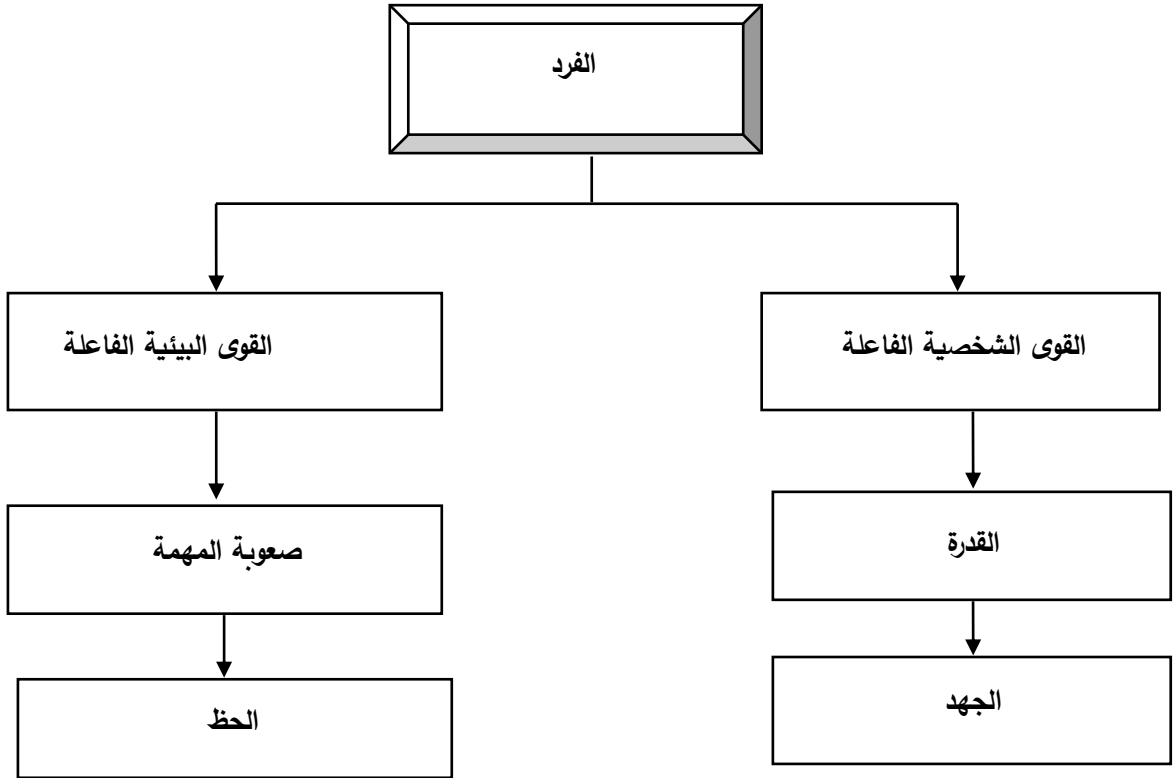 الفرد
القوى الشخصية الفاعلة
القوى البيئية الفاعلة
القدرة
صعوبة المهمة
الجهد
الحظ